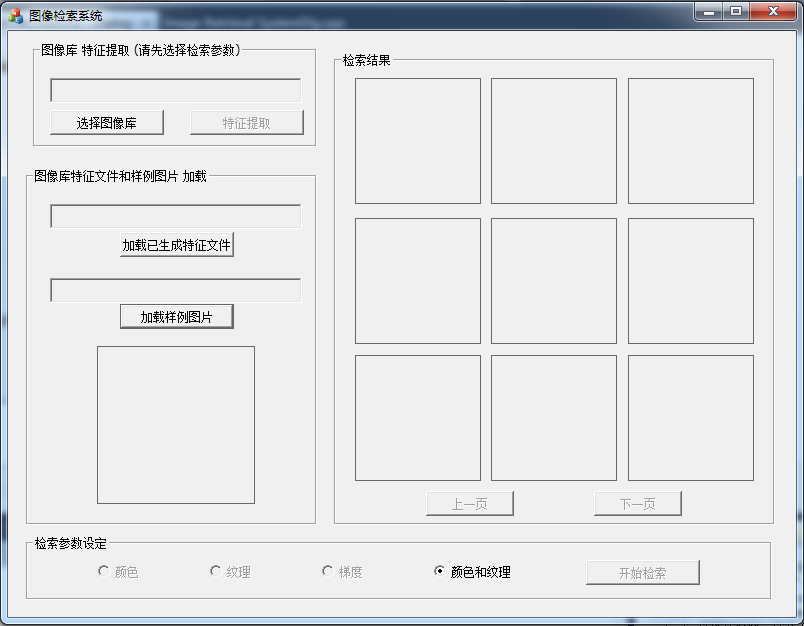 图像检索系统
图像库 特征提取 (请先选择检索参数)
选择图像库
特征提取
图像库特征文件和样例图片 加载
加载已生成特征文件
加载样例图片
检索结果
上一页
下一页
检索参数设定
颜色
纹理
梯度
颜色和纹理
开始检索